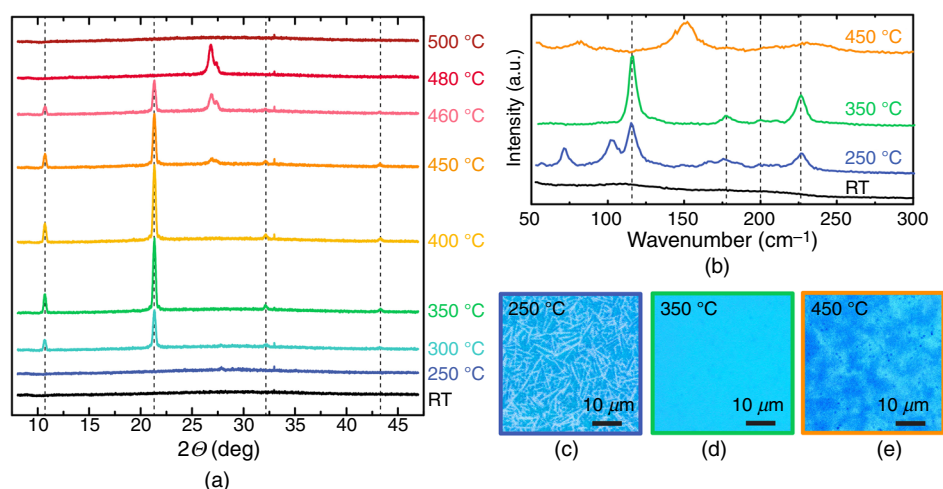 500 °C
480 °C
460 °C
450 °C
400 °C
350 °C
300 °C
250 °C
RT
10 15 20 25 30 35 40 45
2Θ (deg)
(a)
Intensity (a.u.)
450 °C
350 °C
250 °C
RT
50 100 150 200 250 300
Wavenumber (cm⁻¹)
(b)
250 °C
10 μm
(c)
350 °C
10 μm
(d)
450 °C
10 μm
(e)